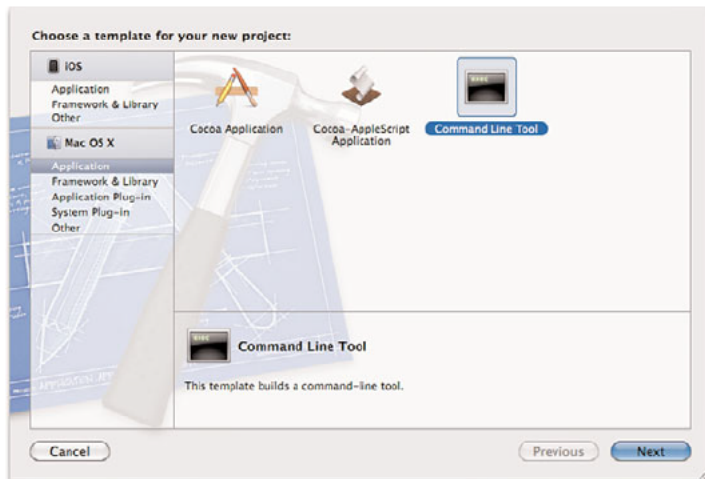 Choose a template for your new project:
iOS
Application
Framework & Library
Other
Mac OS X
Application
Framework & Library
Application Plug-in
System Plug-in
Other
Cocoa Application
Cocoa-AppleScript
Application
Command Line Tool
Command Line Tool
This template builds a command-line tool.
Cancel
Previous
Next